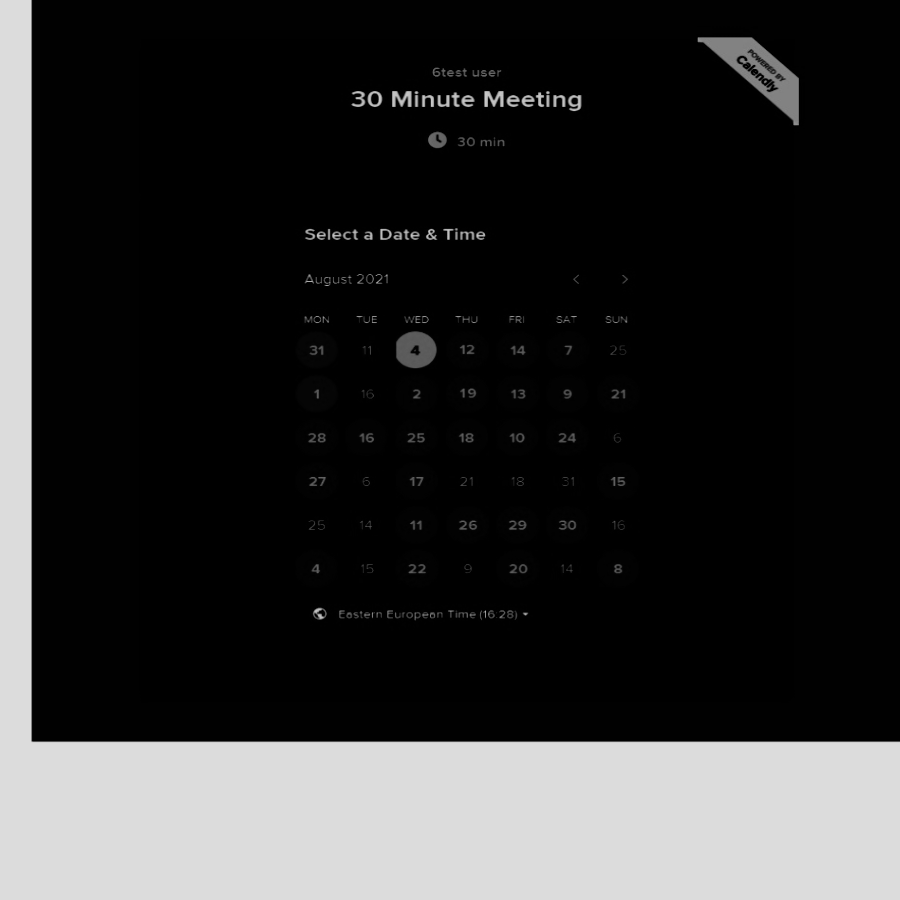 POWERED BY
Calendly
6test user
30 Minute Meeting
30 min
Select a Date & Time
August 2021
MON TUE WED THU FRI SAT SUN
31 11 4 12 14 7 25
1 16 2 19 13 9 21
28 16 25 18 10 24 6
27 6 17 21 18 31 15
25 14 11 26 29 30 16
4 15 22 9 20 14 8
Eastern European Time (16:28)